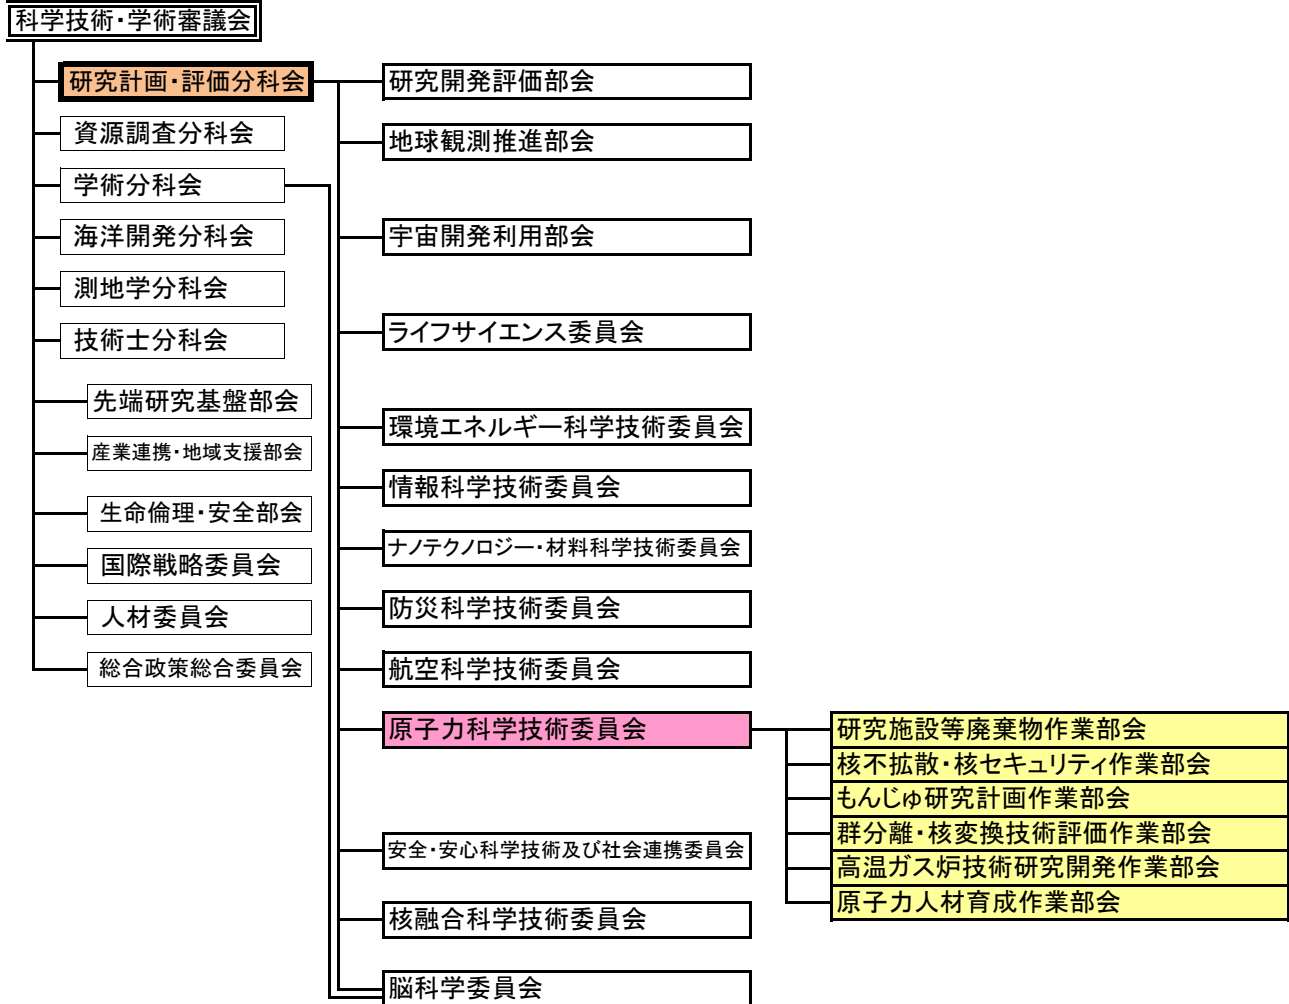 科学技術・学術審議会
研究計画・評価分科会
資源調査分科会
学術分科会
海洋開発分科会
測地学分科会
技術士分科会
先端研究基盤部会
産業連携・地域支援部会
生命倫理・安全部会
国際戦略委員会
人材委員会
総合政策総合委員会
研究開発評価部会
地球観測推進部会
宇宙開発利用部会
ライフサイエンス委員会
環境エネルギー科学技術委員会
情報科学技術委員会
ナノテクノロジー・材料科学技術委員会
防災科学技術委員会
航空科学技術委員会
原子力科学技術委員会
安全・安心科学技術及び社会連携委員会
核融合科学技術委員会
脳科学委員会
研究施設等廃棄物作業部会
核不拡散・核セキュリティ作業部会
もんじゅ研究計画作業部会
群分離・核変換技術評価作業部会
高温ガス炉技術研究開発作業部会
原子力人材育成作業部会